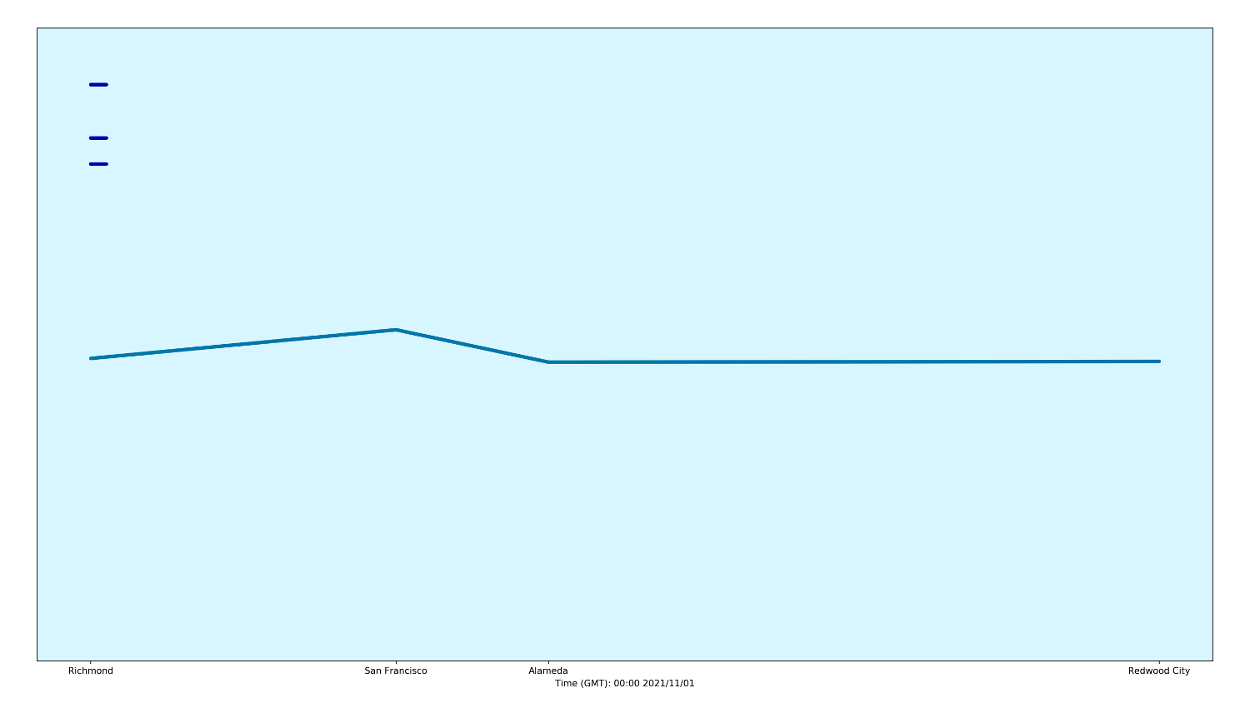 Richmond San Francisco Alameda Redwood City
Time (GMT): 00:00 2021/11/01